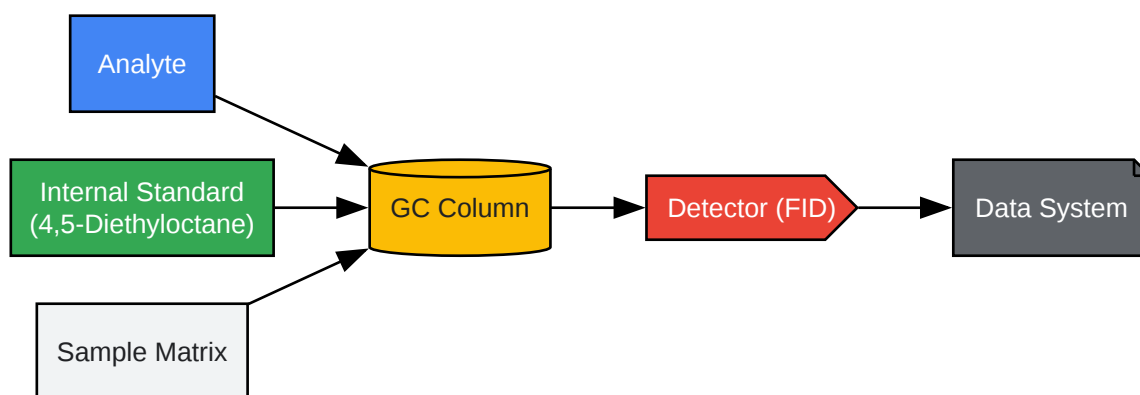 Analyte
Internal Standard
(4,5-Diethyloctane)
Sample Matrix
GC Column
Detector (FID)
Data System